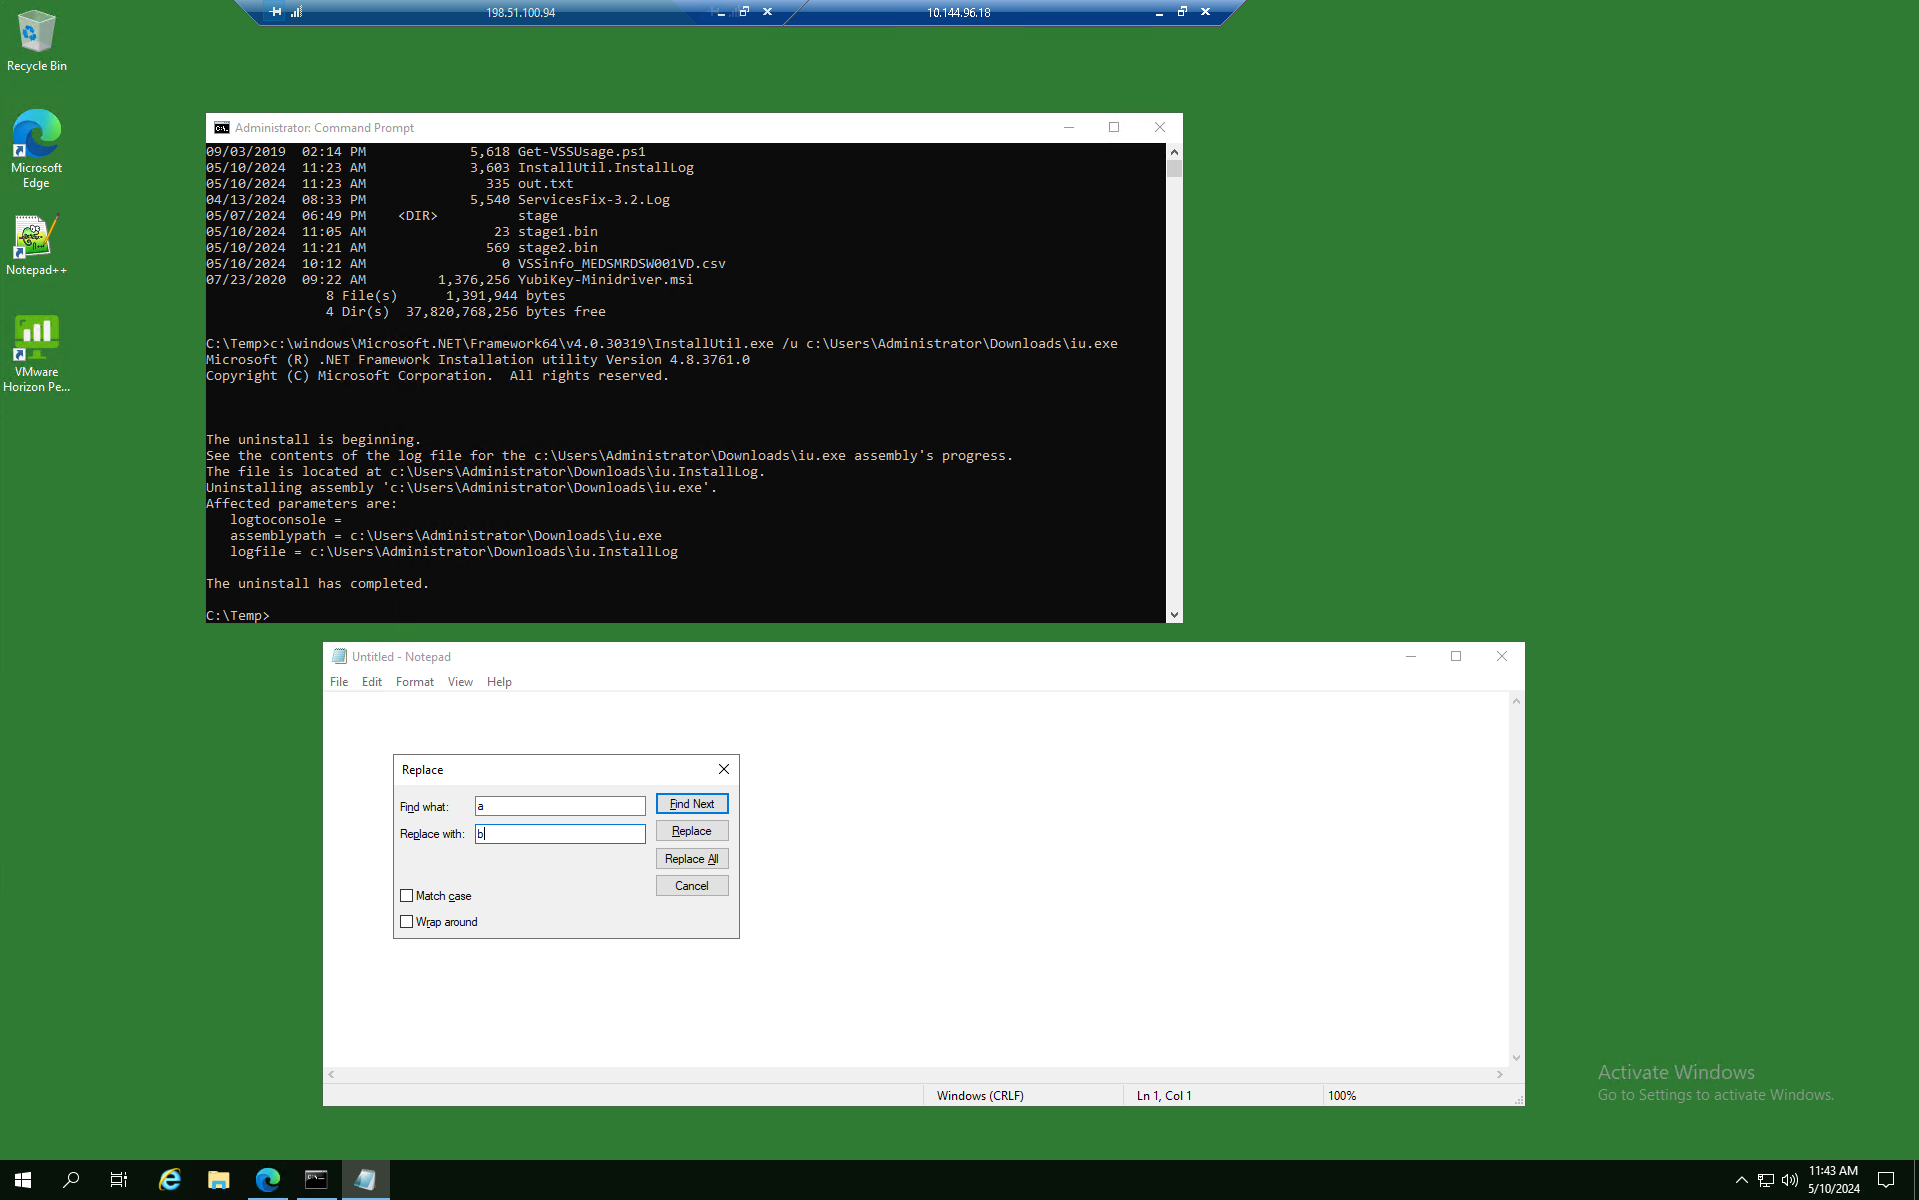 198.51.100.94
10.144.96.18
Recycle Bin
Microsoft
Edge
Notepad++
VMware
Horizon Pe...
Administrator: Command Prompt
09/03/2019  02:14 PM             5,618 Get-VSSUsage.ps1
05/10/2024  11:23 AM             3,603 InstallUtil.InstallLog
05/10/2024  11:23 AM               335 out.txt
04/13/2024  08:33 PM             5,540 ServicesFix-3.2.Log
05/07/2024  06:49 PM    <DIR>          stage
05/10/2024  11:05 AM                23 stage1.bin
05/10/2024  11:21 AM               569 stage2.bin
05/10/2024  10:12 AM                 0 VSSinfo_MEDSMRDSW001VD.csv
07/23/2020  09:22 AM         1,376,256 YubiKey-Minidriver.msi
8 File(s)      1,391,944 bytes
4 Dir(s)  37,820,768,256 bytes free
C:\Temp>c:\windows\Microsoft.NET\Framework64\v4.0.30319\InstallUtil.exe /u c:\Users\Administrator\Downloads\iu.exe
Microsoft (R) .NET Framework Installation utility Version 4.8.3761.0
Copyright (C) Microsoft Corporation.  All rights reserved.
The uninstall is beginning.
See the contents of the log file for the c:\Users\Administrator\Downloads\iu.exe assembly's progress.
The file is located at c:\Users\Administrator\Downloads\iu.InstallLog.
Uninstalling assembly 'c:\Users\Administrator\Downloads\iu.exe'.
Affected parameters are:
logtoconsole =
assemblypath = c:\Users\Administrator\Downloads\iu.exe
logfile = c:\Users\Administrator\Downloads\iu.InstallLog
The uninstall has completed.
C:\Temp>
Untitled - Notepad
File Edit Format View Help
Replace
Find what: a Find Next
Replace with: b Replace
Replace All
Cancel
Match case
Wrap around
Windows (CRLF) Ln 1, Col 1 100%
Activate Windows
Go to Settings to activate Windows.
11:43 AM
5/10/2024